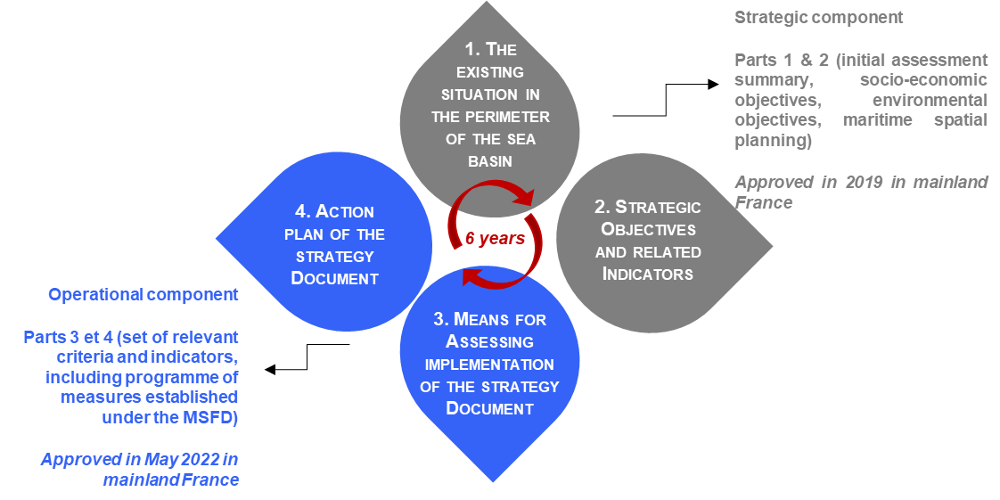 1. The
existing
situation in
the perimeter
of the sea
basin
Strategic component
Parts 1 & 2 (initial assessment
summary, socio-economic
objectives, environmental
objectives, maritime spatial
planning)
Approved in 2019 in mainland
France
2. Strategic
Objectives
and related
Indicators
6 years
3. Means for
Assessing
implementation
of the strategy
Document
4. Action
plan of the
strategy
Document
Operational component
Parts 3 et 4 (set of relevant
criteria and indicators,
including programme of
measures established
under the MSFD)
Approved in May 2022 in
mainland France